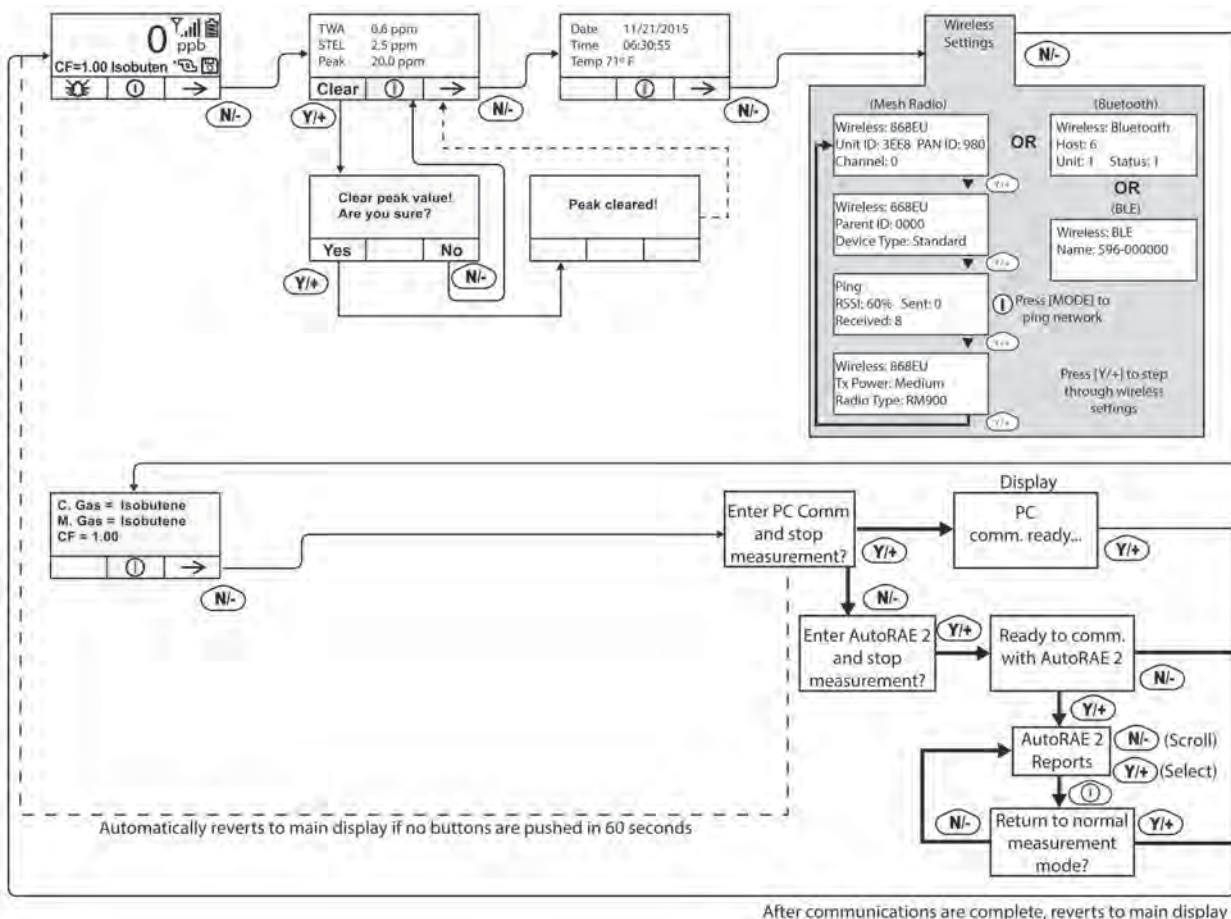 0 ppb
CF=1.00 Isobuten
N/-
TWA 0.6 ppm
STEL 2.5 ppm
Peak 20.0 ppm
Clear
N/-
Y/+
Date 11/21/2015
Time 06:30:55
Temp 71° F
N/-
Wireless
Settings
N/-
Clear peak value!
Are you sure?
Yes No
Y/+
N/-
Peak cleared!
(Mesh Radio)
Wireless: 868EU
Unit ID: 3EE8 PAN ID: 980
Channel: 0
Y/+
Wireless: 868EU
Parent ID: 0000
Device Type: Standard
Y/+
Ping
RSSI: 60% Sent: 0
Received: 8
Y/+
Wireless: 868EU
Tx Power: Medium
Radio Type: RM900
Y/+
OR
(Buetooth)
Wireless: Bluetooth
Host: 6
Unit: 1 Status: 1
OR
(BLE)
Wireless: BLE
Name: 596-000000
Press [MODE] to
ping network
Press [Y/+] to step
through wireless
settings
C. Gas = Isobutene
M. Gas = Isobutene
CF = 1.00
N/-
Enter PC Comm
and stop
measurement?
Y/+
N/-
Display
PC
comm. ready...
Y/+
Enter AutoRAE 2
and stop
measurement?
Y/+
Ready to comm.
with AutoRAE 2
N/-
Y/+
AutoRAE 2
Reports
N/- (Scroll)
Y/+ (Select)
N/-
Return to normal
measurement
mode?
Y/+
Automatically reverts to main display if no buttons are pushed in 60 seconds
After communications are complete, reverts to main display